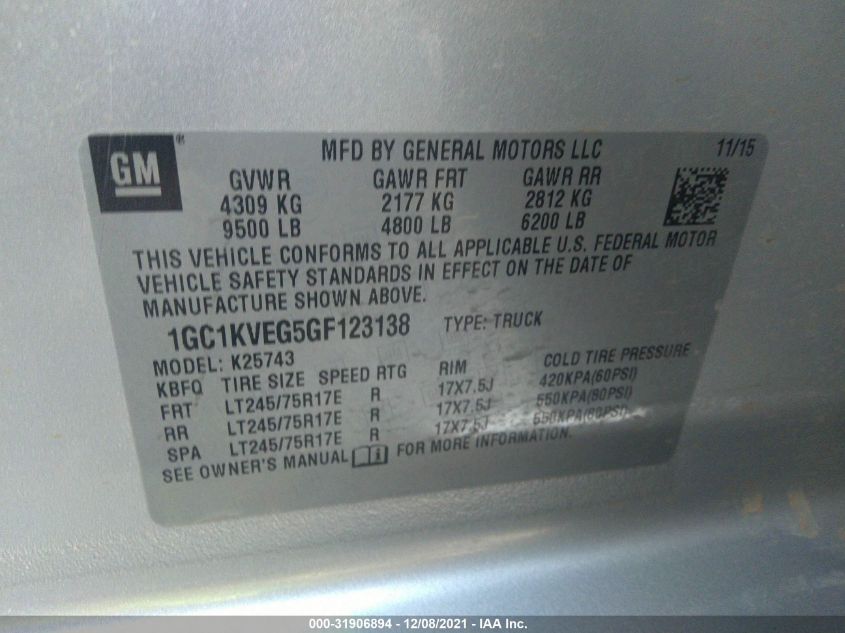 GM ®
MFD BY GENERAL MOTORS LLC 11/15
GVWR GAWR FRT GAWR RR
4309 KG 2177 KG 2812 KG
9500 LB 4800 LB 6200 LB
THIS VEHICLE CONFORMS TO ALL APPLICABLE U.S. FEDERAL MOTOR
VEHICLE SAFETY STANDARDS IN EFFECT ON THE DATE OF
MANUFACTURE SHOWN ABOVE.
1GC1KVEG5GF123138 TYPE: TRUCK
MODEL: K25743
KBFQ TIRE SIZE SPEED RTG RIM COLD TIRE PRESSURE
FRT LT245/75R17E R 17X7.5J 420KPA(60PSI)
RR LT245/75R17E R 17X7.5J 550KPA(80PSI)
SPA LT245/75R17E R 17X7.5J 550KPA(80PSI)
SEE OWNER'S MANUAL FOR MORE INFORMATION.
000-31906894 - 12/08/2021 - IAA Inc.